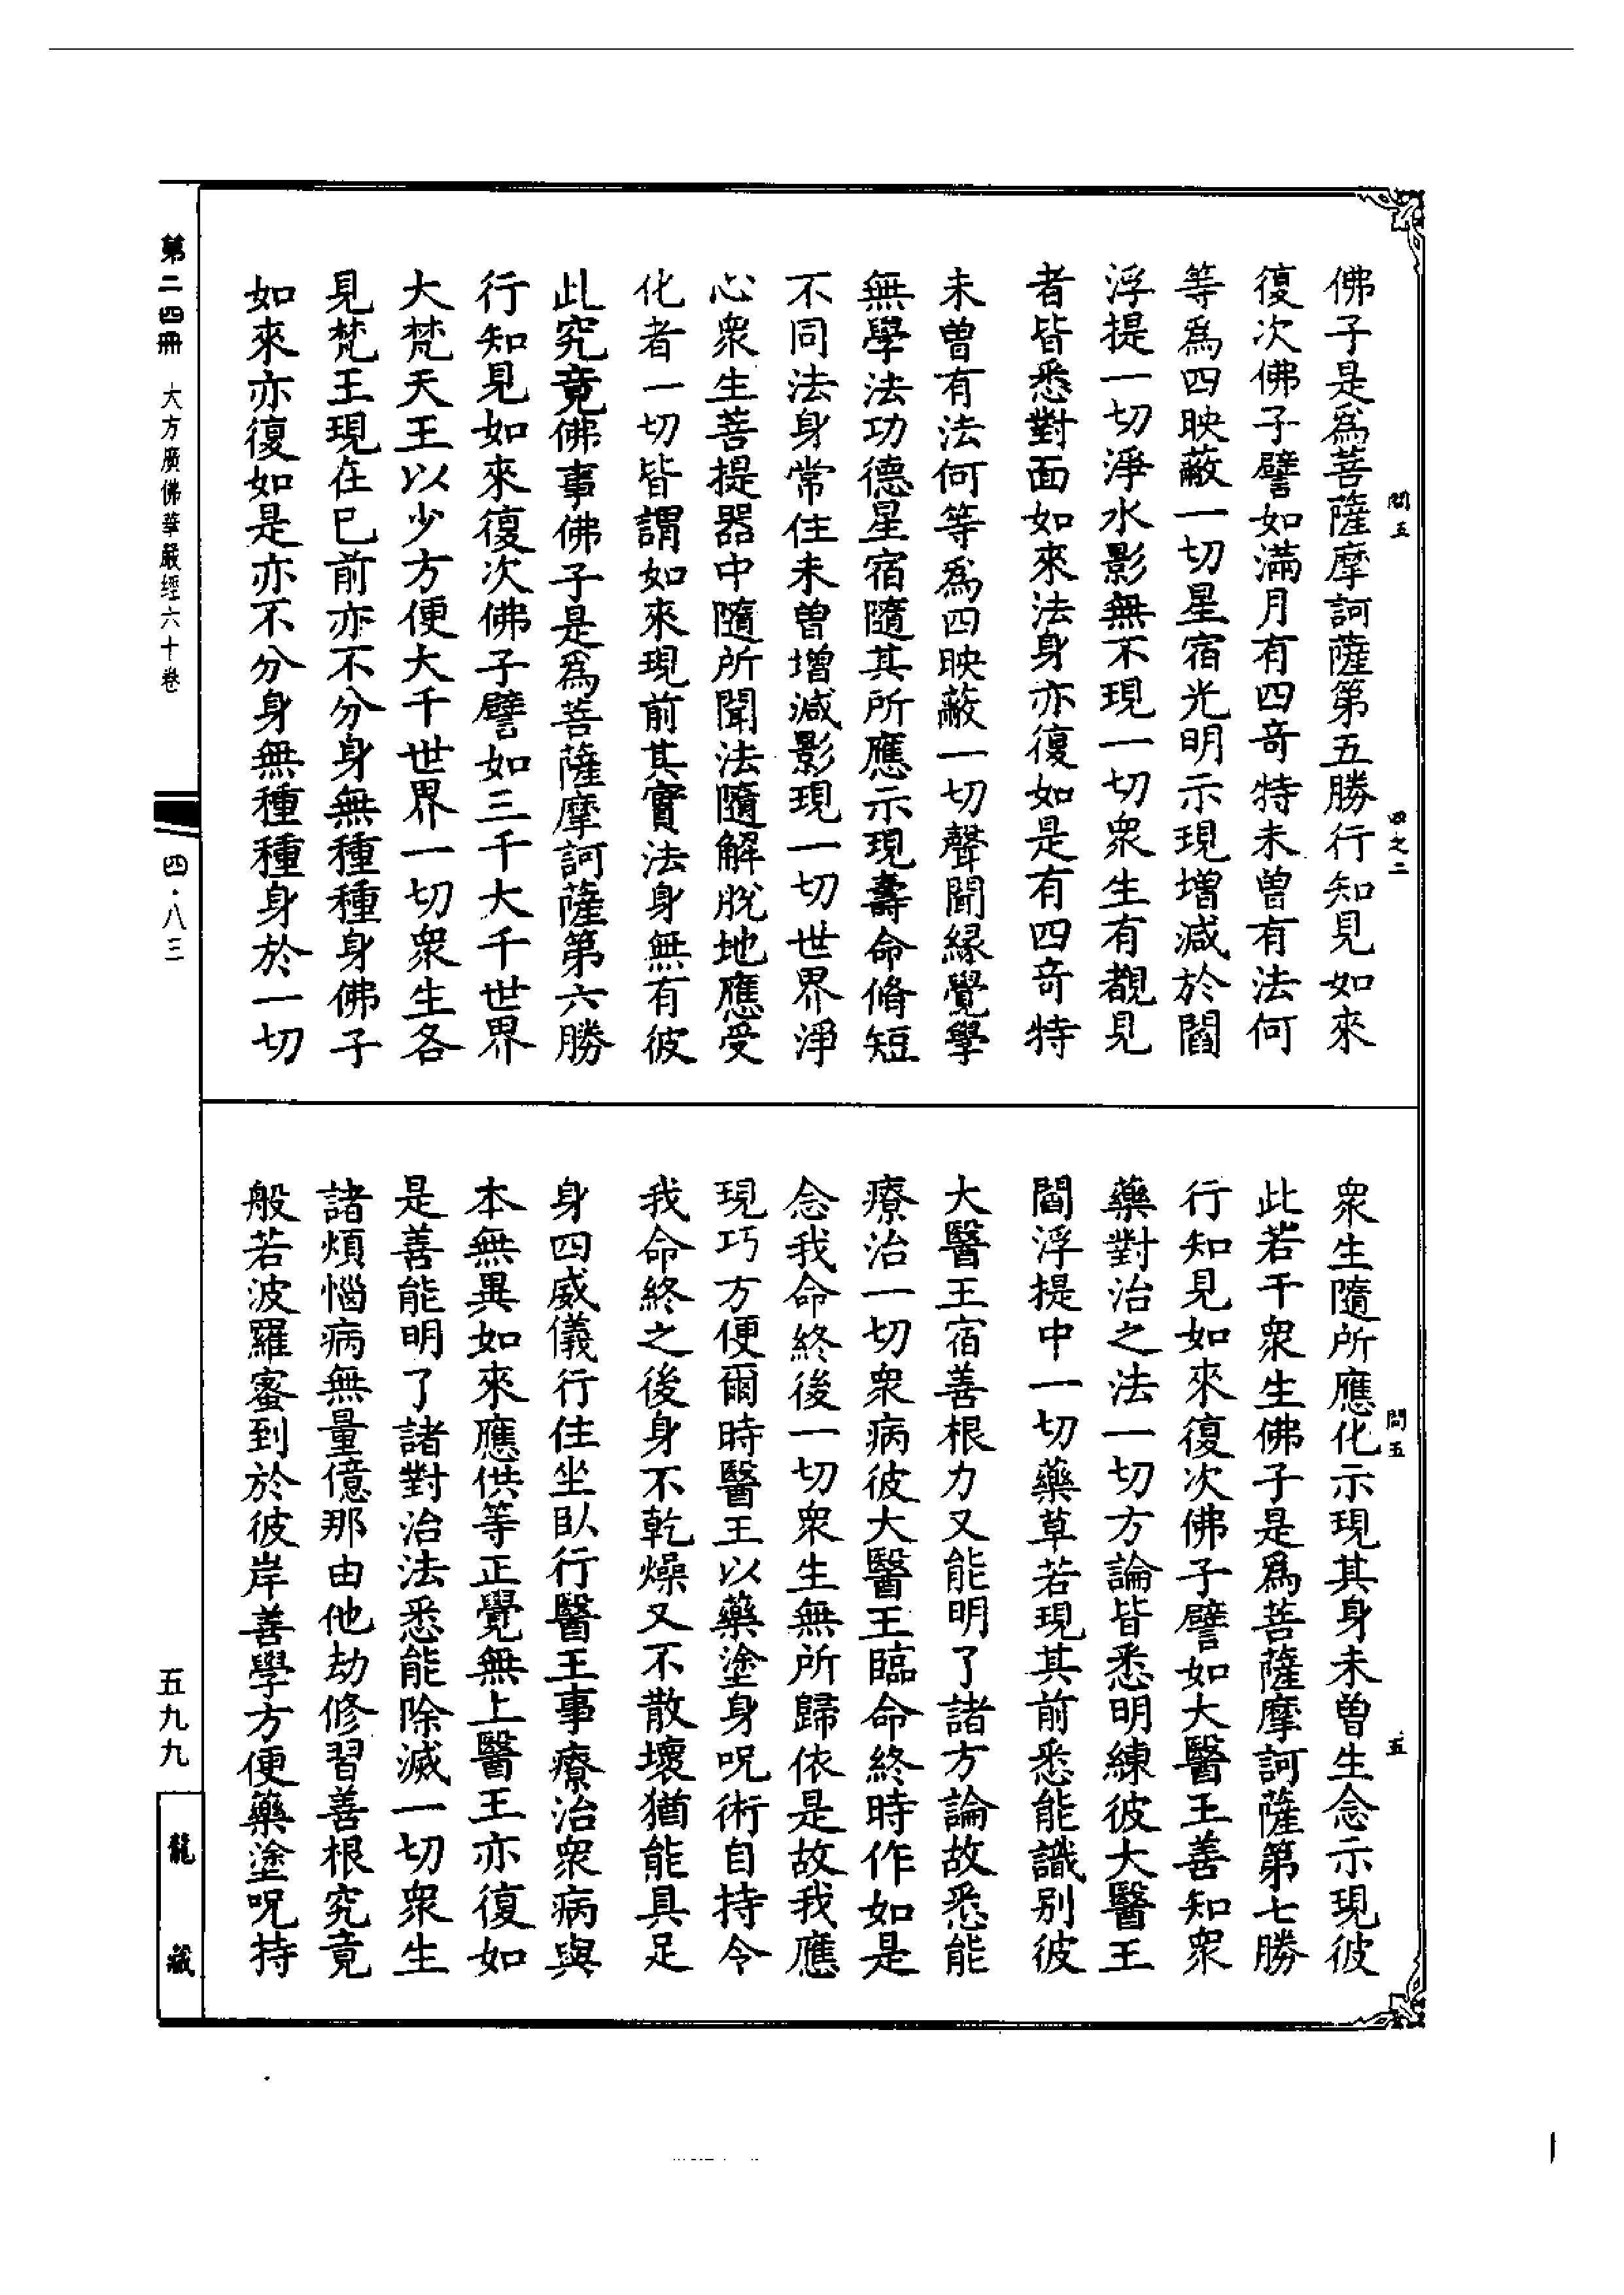 問五
四之二
佛子是爲菩薩摩訶薩第五勝行知見如來
復次佛子譬如滿月有四奇特未曾有法何
等爲四映蔽一切星宿光明示現增減於閻
浮提一切淨水影無不現一切衆生有覩見
者皆悉對面如來法身亦復如是有四奇特
未曾有法何等爲四映蔽一切聲聞緣覺學
無學法功德星宿隨其所應示現壽命脩短
不同法身常住未曾增減影現一切世界淨
心衆生菩提器中隨所聞法隨解脫地應受
化者一切皆謂如來現前其實法身無有彼
此究竟佛事佛子是爲菩薩摩訶薩第六勝
行知見如來復次佛子譬如三千大千世界
大梵天王以少方便大千世界一切衆生各
見梵王現在己前亦不分身無種種身佛子
如來亦復如是亦不分身無種種身於一切
問五
五
衆生隨所應化示現其身未曾生念示現彼
此若干衆生佛子是爲菩薩摩訶薩第七勝
行知見如來復次佛子譬如大醫王善知衆
藥對治之法一切方論皆悉明練彼大醫王
閻浮提中一切藥草若現其前悉能識別彼
大醫王宿善根力又能明了諸方論故悉能
療治一切衆病彼大醫王臨命終時作如是
念我命終後一切衆生無所歸依是故我應
現巧方便爾時醫王以藥塗身呪術自持令
我命終之後身不乾燥又不散壞猶能具足
身四威儀行住坐臥行醫王事療治衆病與
本無異如來應供等正覺無上醫王亦復如
是善能明了諸對治法悉能除滅一切衆生
諸煩惱病無量億那由他劫修習善根究竟
般若波羅蜜到於彼岸善學方便藥塗呪持
第二四冊 大方廣佛華嚴經六十卷
四·八三
五九九
龍藏